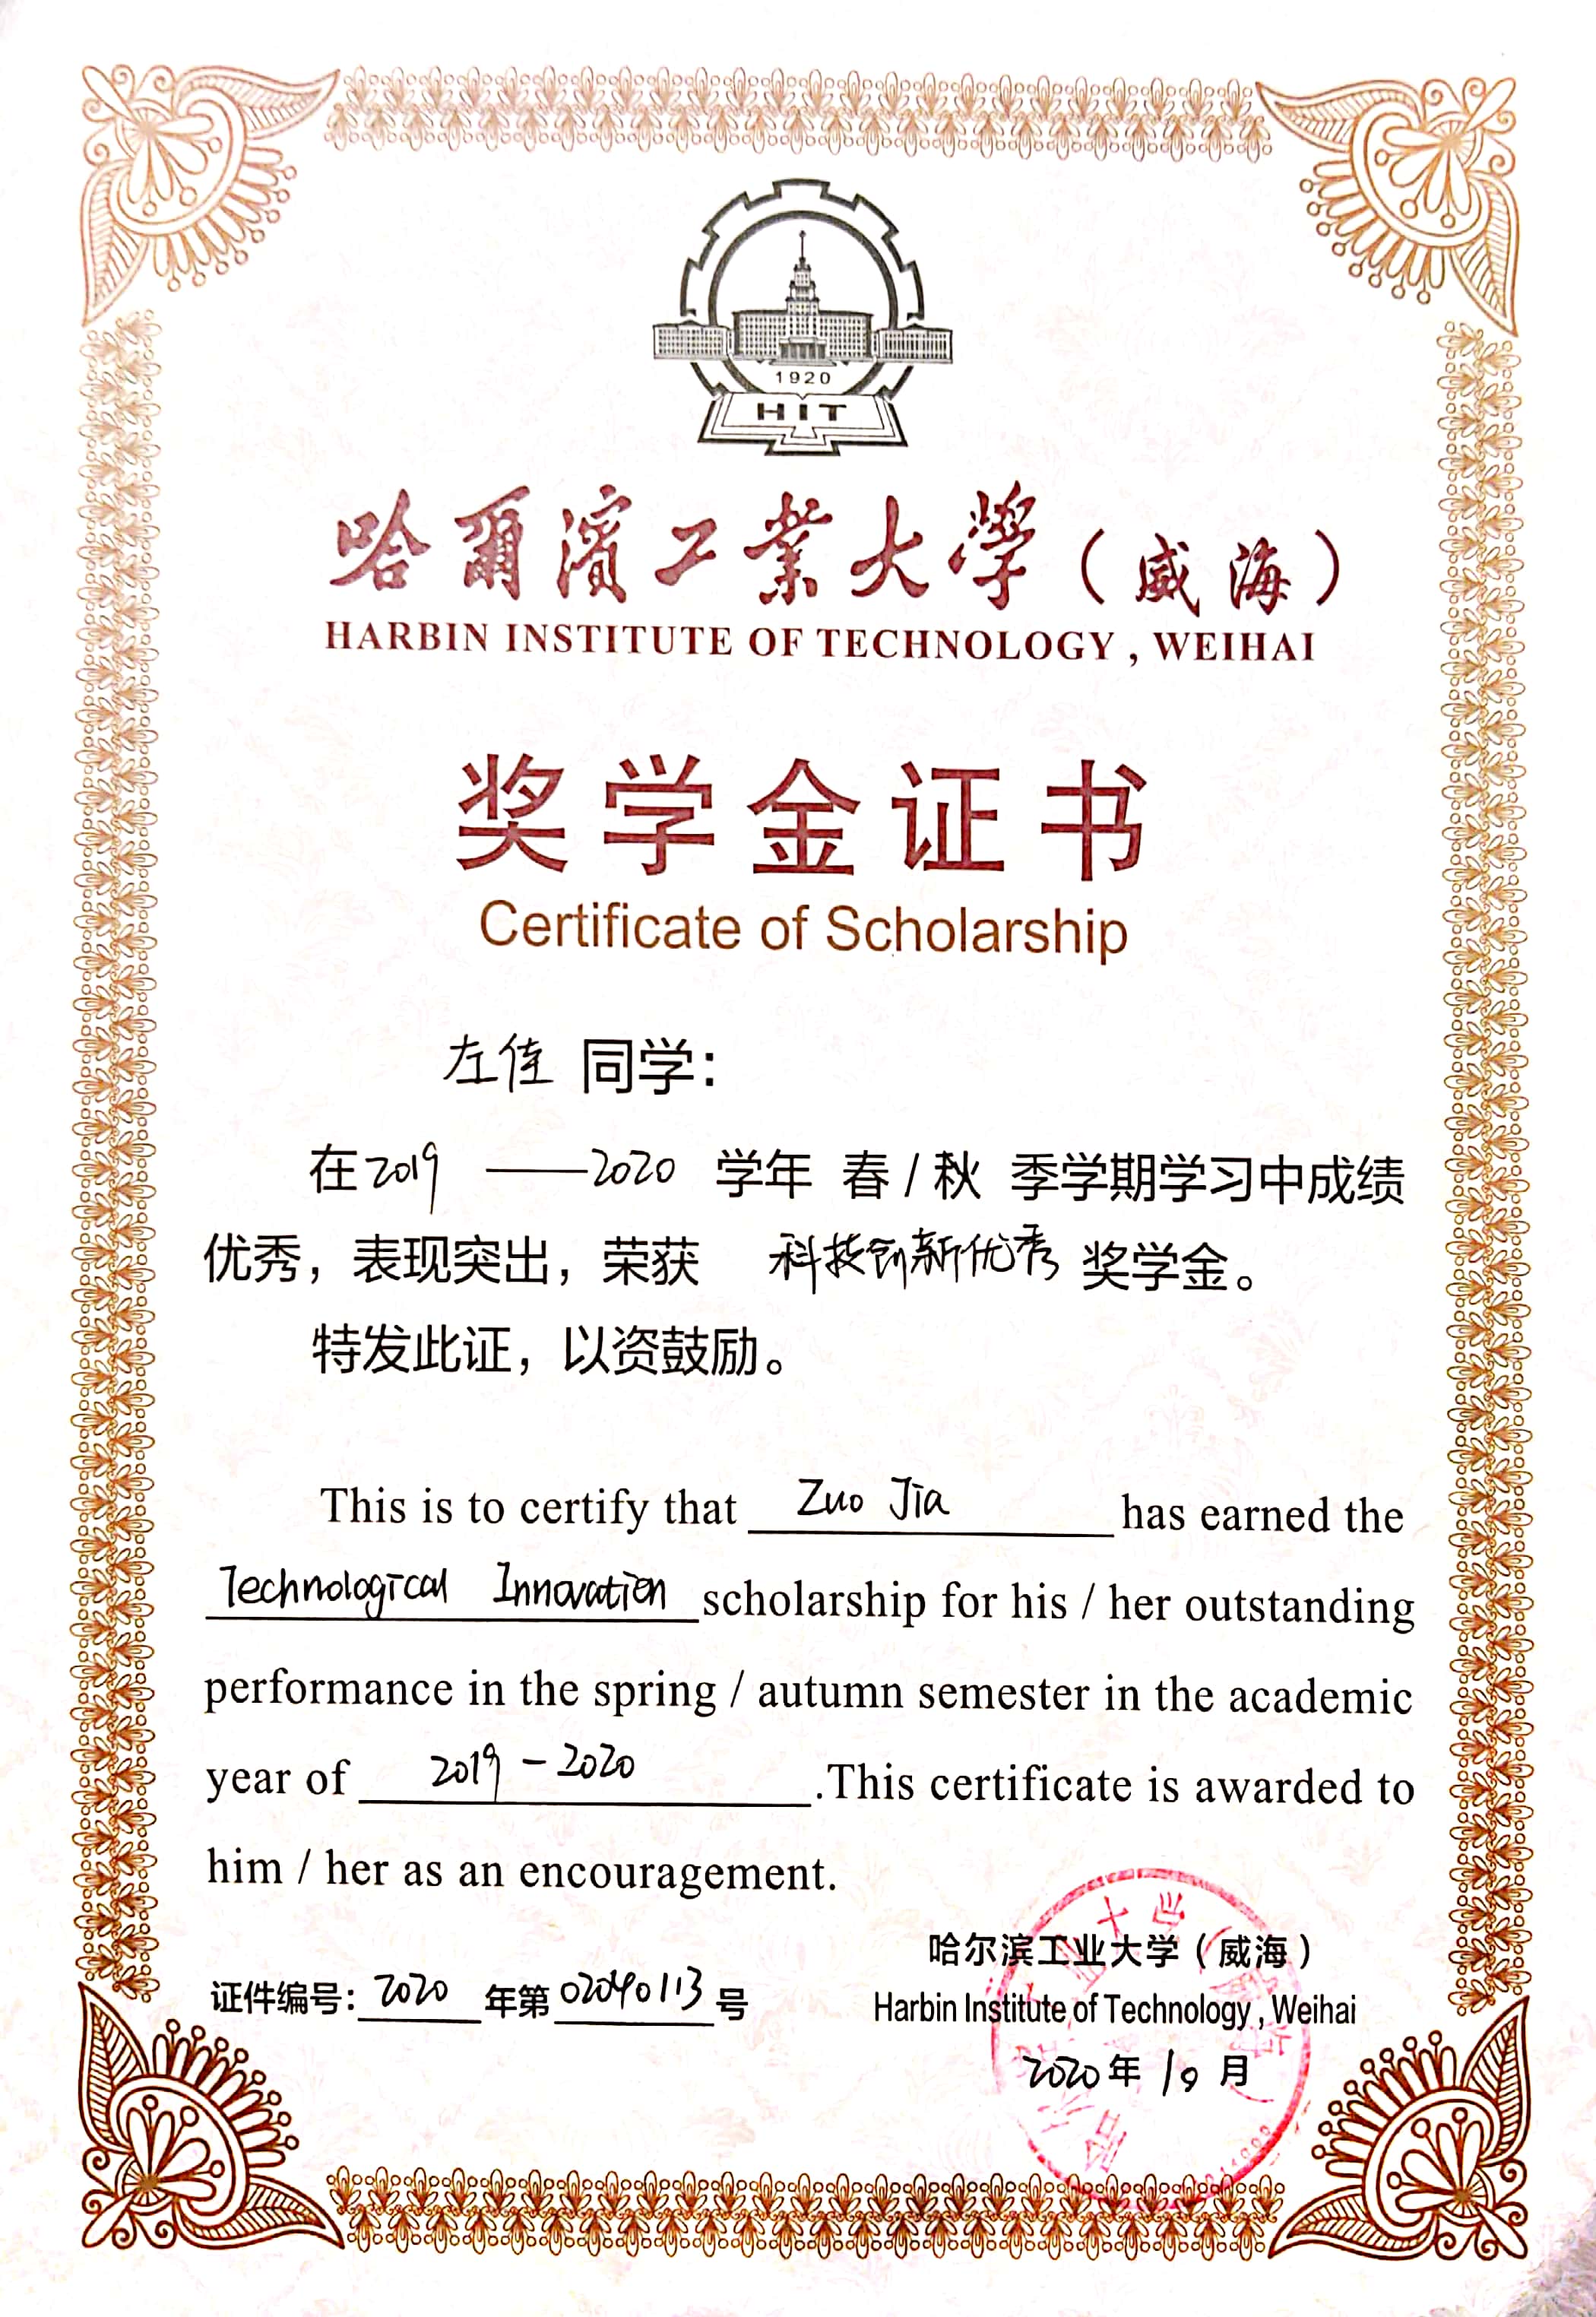 1920
HIT
哈爾濱工業大學（威海）
HARBIN INSTITUTE OF TECHNOLOGY , WEIHAI
奖学金证书
Certificate of Scholarship
左佳 同学：
在2019 ——2020 学年 春 / 秋 季学期学习中成绩
优秀，表现突出，荣获 科技创新优秀 奖学金。
特发此证，以资鼓励。
This is to certify that Zuo Jia has earned the
Technological Innovation scholarship for his / her outstanding
performance in the spring / autumn semester in the academic
year of 2019 - 2020 .This certificate is awarded to
him / her as an encouragement.
哈尔滨工业大学（威海）
证件编号：2020 年第 02040113 号
Harbin Institute of Technology , Weihai
2020 年 10 月